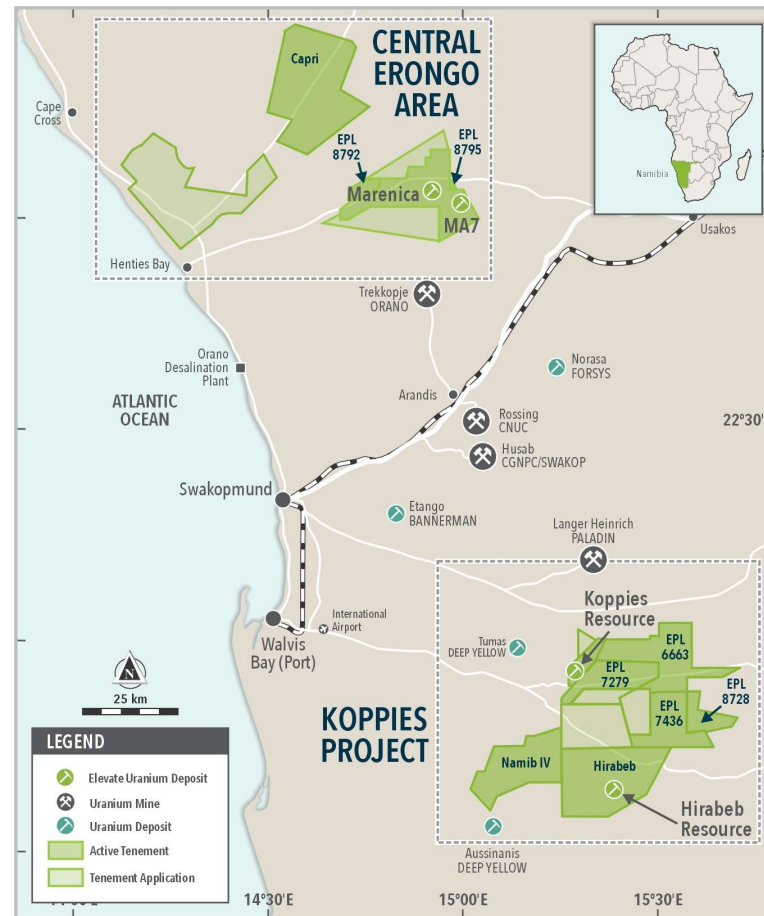 CENTRAL
ERONGO
AREA
Capri
Cape
Cross
EPL
8792
EPL
8795
Marenica
MA7
Namibia
Usakos
Henties Bay
Trekkopje
ORANO
Orano
Desalination
Plant
Norasa
FORSYS
ATLANTIC
OCEAN
Arandis
Rossing
CNUC
22°30'
Husab
CGNPC/SWAKOP
Swakopmund
Etango
BANNERMAN
Langer Heinrich
PALADIN
Koppies
Resource
International
Airport
Walvis
Bay (Port)
Tumas
DEEP YELLOW
EPL
6663
EPL
7279
EPL
8728
EPL
7436
N
25 km
KOPPIES
PROJECT
Namib IV
Hirabeb
Hirabeb
Resource
Aussinanis
DEEP YELLOW
LEGEND
Elevate Uranium Deposit
Uranium Mine
Uranium Deposit
Active Tenement
Tenement Application
14°30'E
15°00'E
15°30'E